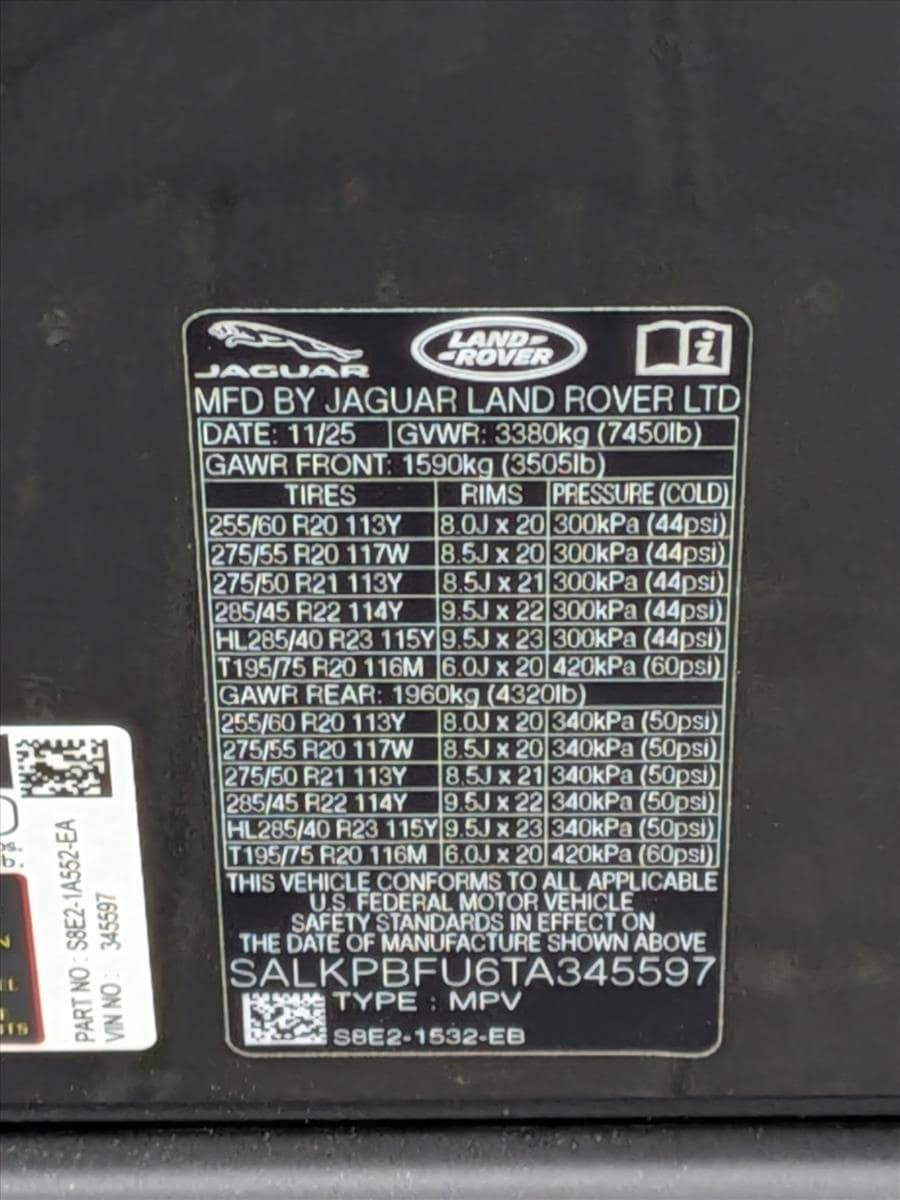 JAGUAR
LAND-
-ROVER
MFD BY JAGUAR LAND ROVER LTD
DATE: 11/25 GVWR: 3380kg (7450lb)
GAWR FRONT: 1590kg (3505lb)
TIRES RIMS PRESSURE (COLD)
255/60 R20 113Y 8.0J x 20 300kPa (44psi)
275/55 R20 117W 8.5J x 20 300kPa (44psi)
275/50 R21 113Y 8.5J x 21 300kPa (44psi)
285/45 R22 114Y 9.5J x 22 300kPa (44psi)
HL285/40 R23 115Y 9.5J x 23 300kPa (44psi)
T195/75 R20 116M 6.0J x 20 420kPa (60psi)
GAWR REAR: 1960kg (4320lb)
255/60 R20 113Y 8.0J x 20 340kPa (50psi)
275/55 R20 117W 8.5J x 20 340kPa (50psi)
275/50 R21 113Y 8.5J x 21 340kPa (50psi)
285/45 R22 114Y 9.5J x 22 340kPa (50psi)
HL285/40 R23 115Y 9.5J x 23 340kPa (50psi)
T195/75 R20 116M 6.0J x 20 420kPa (60psi)
THIS VEHICLE CONFORMS TO ALL APPLICABLE
U.S. FEDERAL MOTOR VEHICLE
SAFETY STANDARDS IN EFFECT ON
THE DATE OF MANUFACTURE SHOWN ABOVE
SALKPBFU6TA345597
TYPE : MPV
S8E2-1532-EB
PART NO : S8E2-1A552-EA
VIN NO : 345597